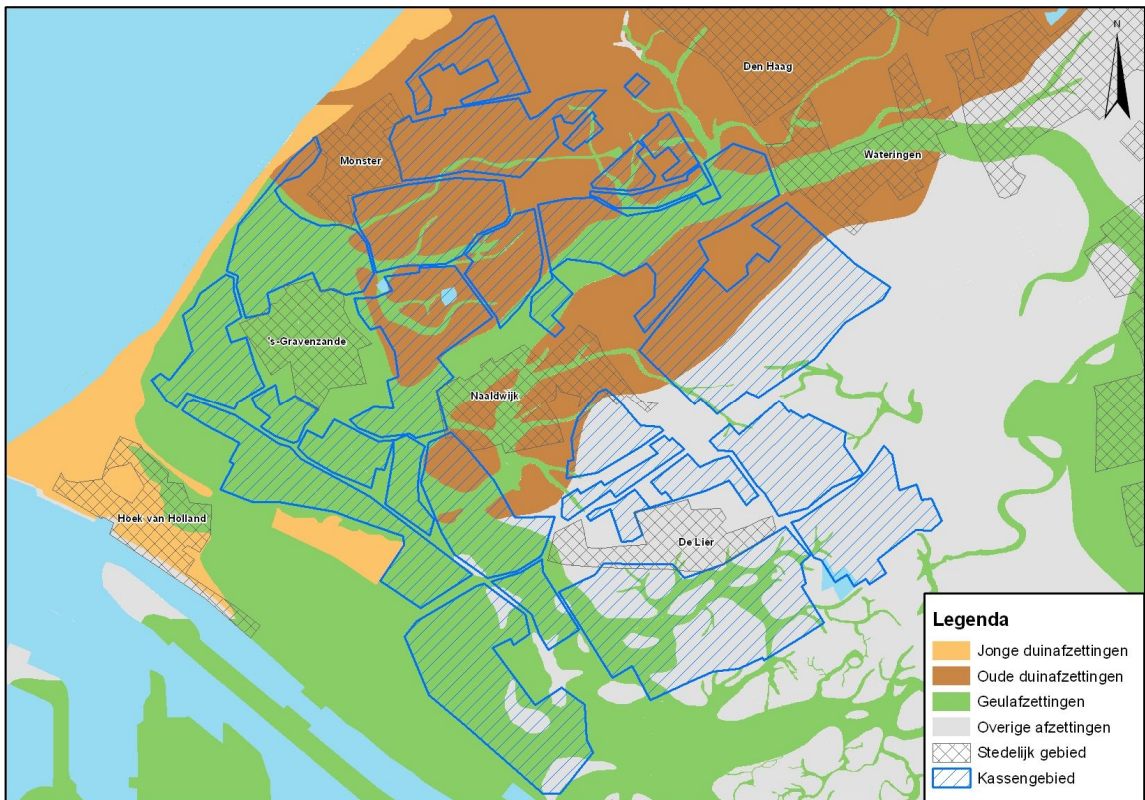 N
Den Haag
Monster
Wateringen
's-Gravenzande
Naaldwijk
Hoek van Holland
De Lier
Legenda
Jonge duinafzettingen
Oude duinafzettingen
Geulafzettingen
Overige afzettingen
Stedelijk gebied
Kassengebied